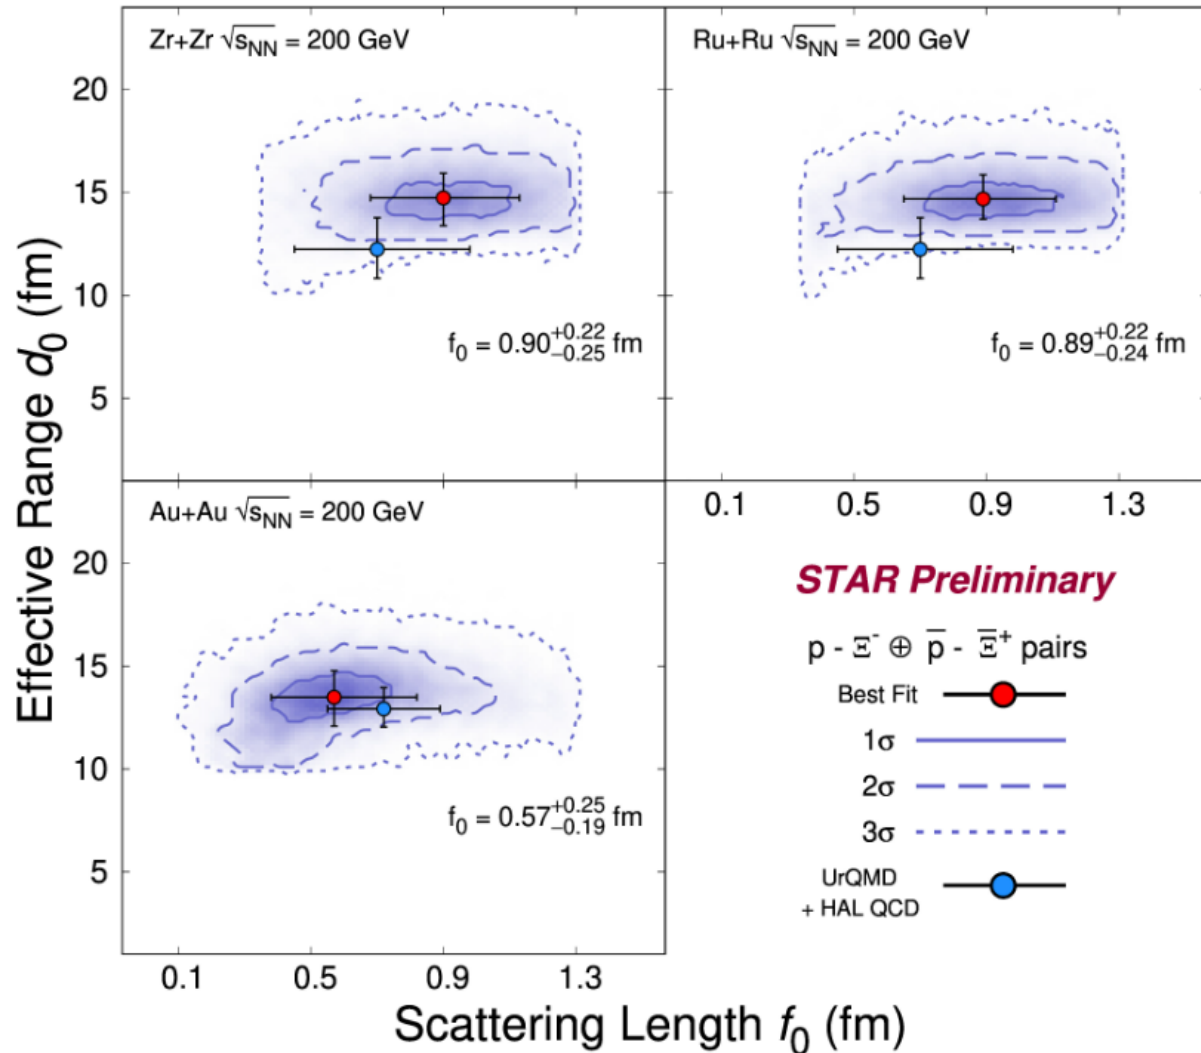 Zr+Zr √s_NN = 200 GeV
Ru+Ru √s_NN = 200 GeV
20
15
10
5
f₀ = 0.90 +0.22 −0.25 fm
f₀ = 0.89 +0.22 −0.24 fm
Effective Range d₀ (fm)
Au+Au √s_NN = 200 GeV
0.1 0.5 0.9 1.3
20
15
10
5
f₀ = 0.57 +0.25 −0.19 fm
STAR Preliminary
p - Ξ⁻ ⊕ p̅ - Ξ̅⁺ pairs
Best Fit
1σ
2σ
3σ
UrQMD
+ HAL QCD
0.1 0.5 0.9 1.3
Scattering Length f₀ (fm)